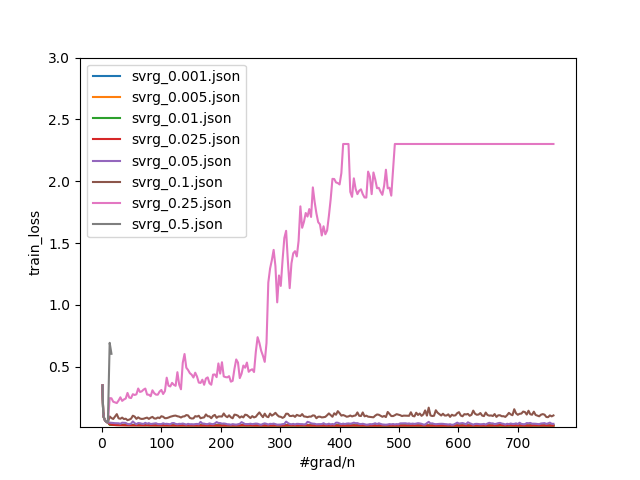 3.0
2.5
2.0
1.5
1.0
0.5
train_loss
svrg_0.001.json
svrg_0.005.json
svrg_0.01.json
svrg_0.025.json
svrg_0.05.json
svrg_0.1.json
svrg_0.25.json
svrg_0.5.json
0 100 200 300 400 500 600 700
#grad/n